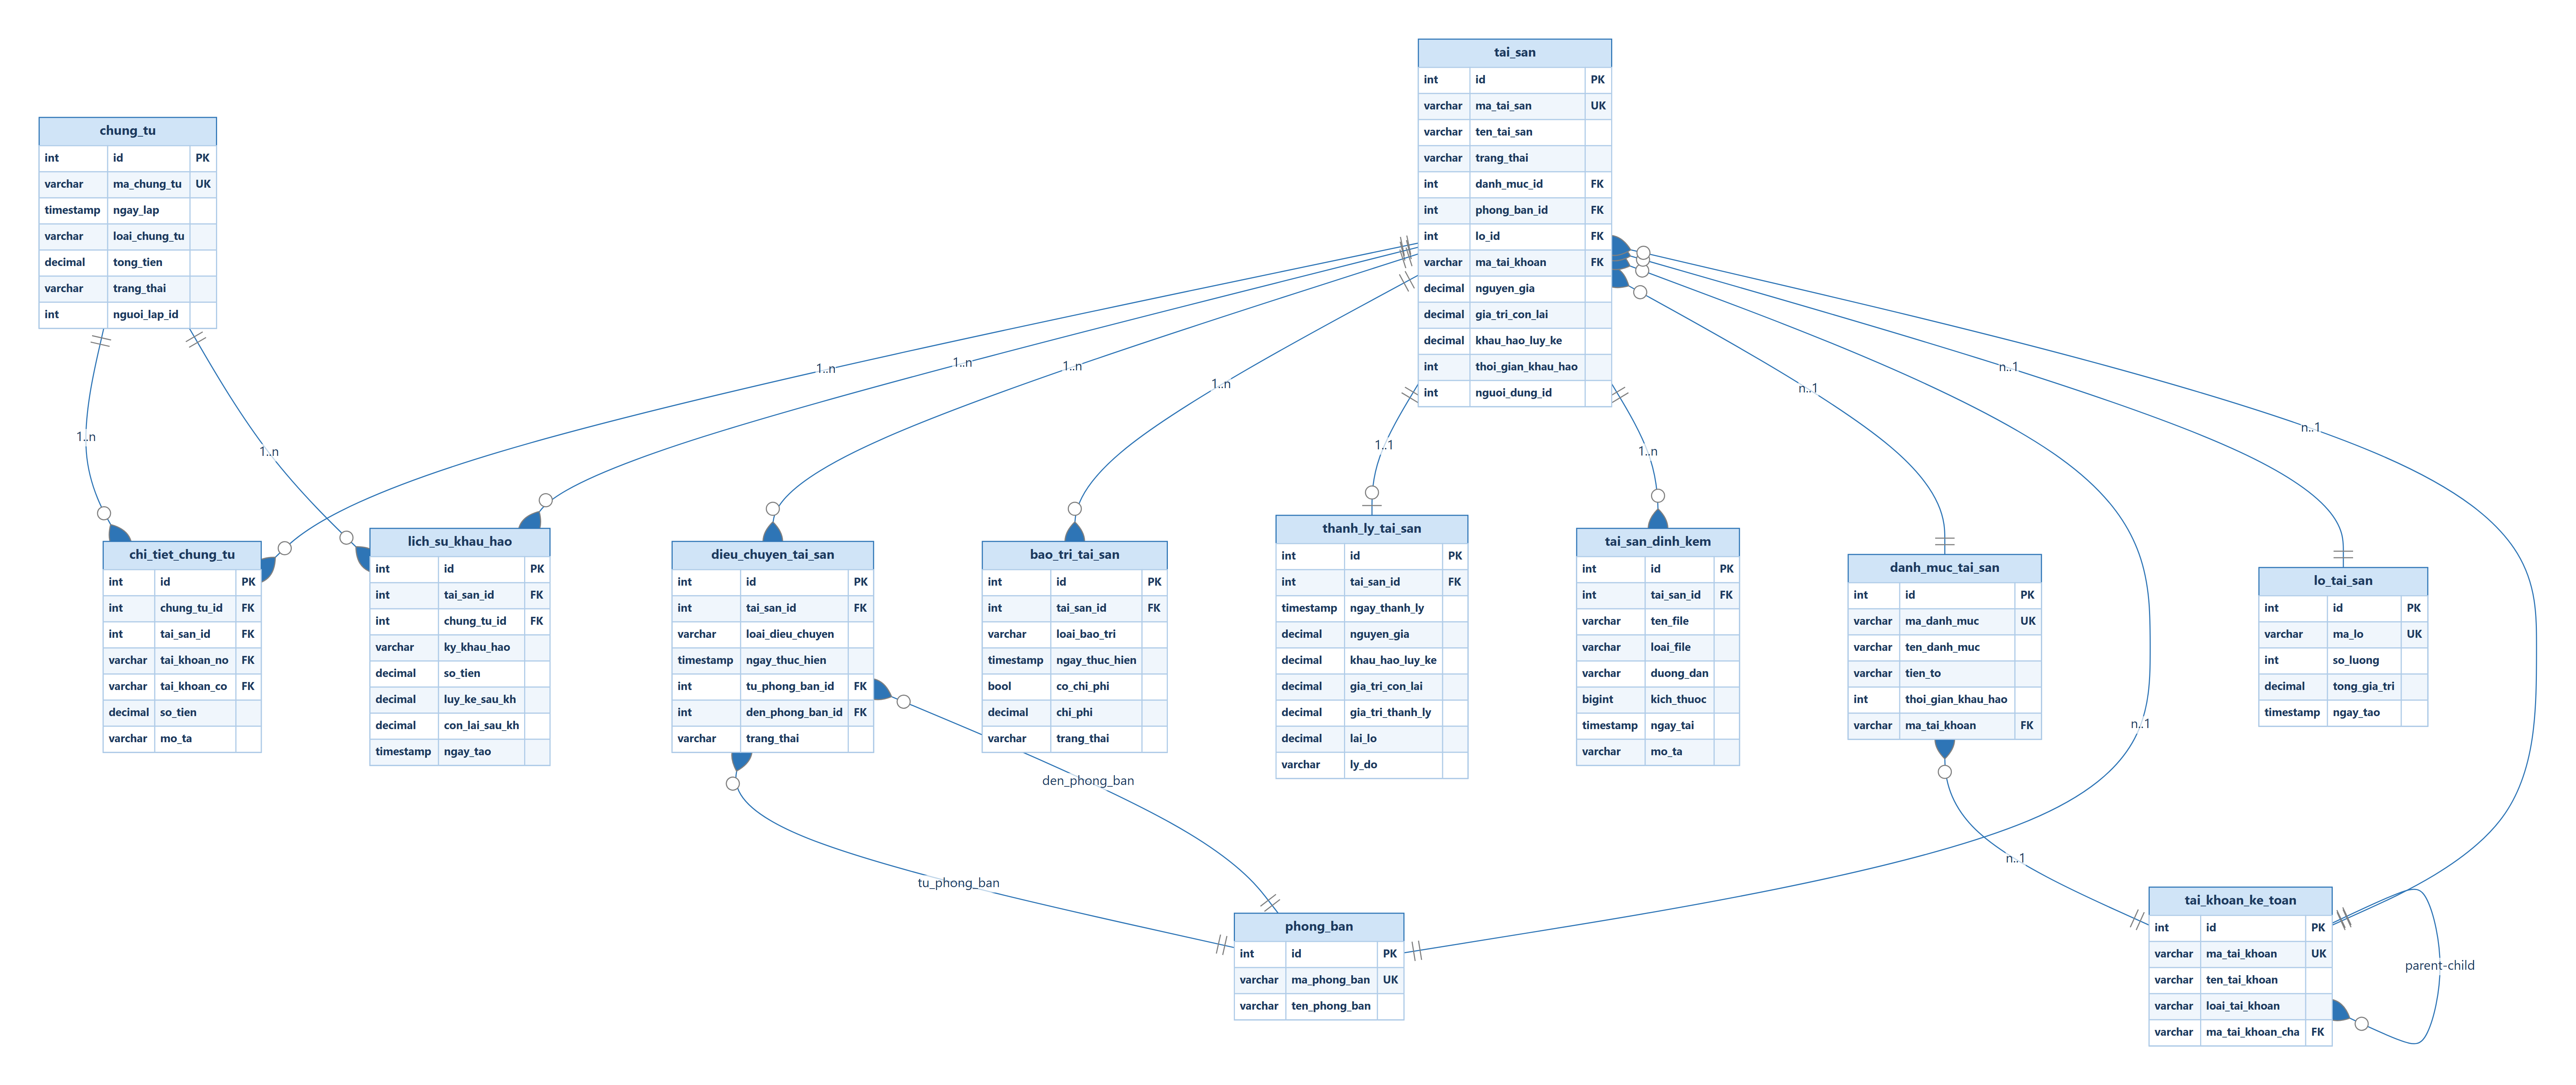 tai_san
int id PK
varchar ma_tai_san UK
varchar ten_tai_san
varchar trang_thai
int danh_muc_id FK
int phong_ban_id FK
int lo_id FK
varchar ma_tai_khoan FK
decimal nguyen_gia
decimal gia_tri_con_lai
decimal khau_hao_luy_ke
int thoi_gian_khau_hao
int nguoi_dung_id
chung_tu
int id PK
varchar ma_chung_tu UK
timestamp ngay_lap
varchar loai_chung_tu
decimal tong_tien
varchar trang_thai
int nguoi_lap_id
1..n
1..n
1..n
1..n
1..n
1..n
1..1
1..n
n..1
n..1
n..1
n..1
chi_tiet_chung_tu
int id PK
int chung_tu_id FK
int tai_san_id FK
varchar tai_khoan_no FK
varchar tai_khoan_co FK
decimal so_tien
varchar mo_ta
lich_su_khau_hao
int id PK
int tai_san_id FK
int chung_tu_id FK
varchar ky_khau_hao
decimal so_tien
decimal luy_ke_sau_kh
decimal con_lai_sau_kh
timestamp ngay_tao
dieu_chuyen_tai_san
int id PK
int tai_san_id FK
varchar loai_dieu_chuyen
timestamp ngay_thuc_hien
int tu_phong_ban_id FK
int den_phong_ban_id FK
varchar trang_thai
bao_tri_tai_san
int id PK
int tai_san_id FK
varchar loai_bao_tri
timestamp ngay_thuc_hien
bool co_chi_phi
decimal chi_phi
varchar trang_thai
thanh_ly_tai_san
int id PK
int tai_san_id FK
timestamp ngay_thanh_ly
decimal nguyen_gia
decimal khau_hao_luy_ke
decimal gia_tri_con_lai
decimal gia_tri_thanh_ly
decimal lai_lo
varchar ly_do
tai_san_dinh_kem
int id PK
int tai_san_id FK
varchar ten_file
varchar loai_file
varchar duong_dan
bigint kich_thuoc
timestamp ngay_tai
varchar mo_ta
danh_muc_tai_san
int id PK
varchar ma_danh_muc UK
varchar ten_danh_muc
varchar tien_to
int thoi_gian_khau_hao
varchar ma_tai_khoan FK
lo_tai_san
int id PK
varchar ma_lo UK
int so_luong
decimal tong_gia_tri
timestamp ngay_tao
den_phong_ban
tu_phong_ban
n..1
phong_ban
int id PK
varchar ma_phong_ban UK
varchar ten_phong_ban
tai_khoan_ke_toan
int id PK
varchar ma_tai_khoan UK
varchar ten_tai_khoan
varchar loai_tai_khoan
varchar ma_tai_khoan_cha FK
parent-child